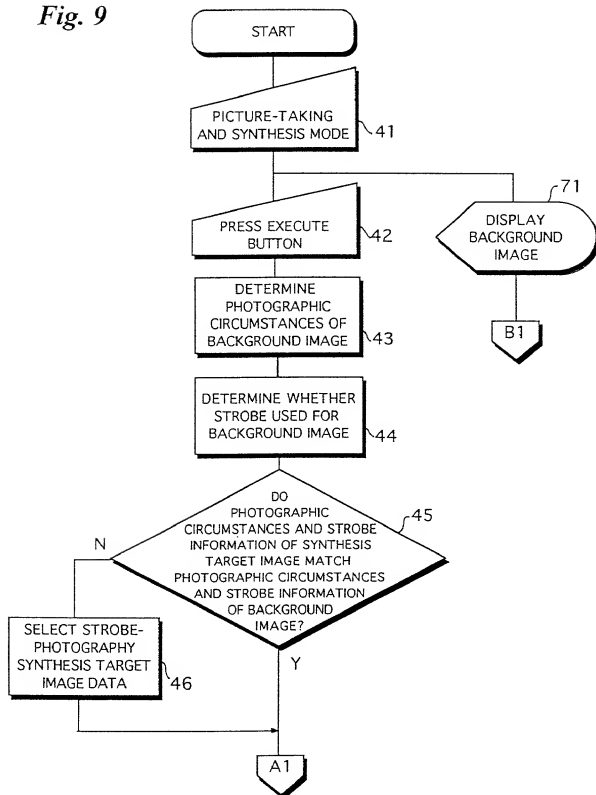 Fig. 9
START
PICTURE-TAKING
AND SYNTHESIS MODE
41
71
DISPLAY
BACKGROUND
IMAGE
PRESS EXECUTE
BUTTON
42
B1
DETERMINE
PHOTOGRAPHIC
CIRCUMSTANCES OF
BACKGROUND IMAGE
43
DETERMINE WHETHER
STROBE USED FOR
BACKGROUND IMAGE
44
DO
PHOTOGRAPHIC
CIRCUMSTANCES AND STROBE
INFORMATION OF SYNTHESIS
TARGET IMAGE MATCH
PHOTOGRAPHIC CIRCUMSTANCES
AND STROBE INFORMATION
OF BACKGROUND
IMAGE?
45
N
Y
SELECT STROBE-
PHOTOGRAPHY
SYNTHESIS TARGET
IMAGE DATA
46
A1